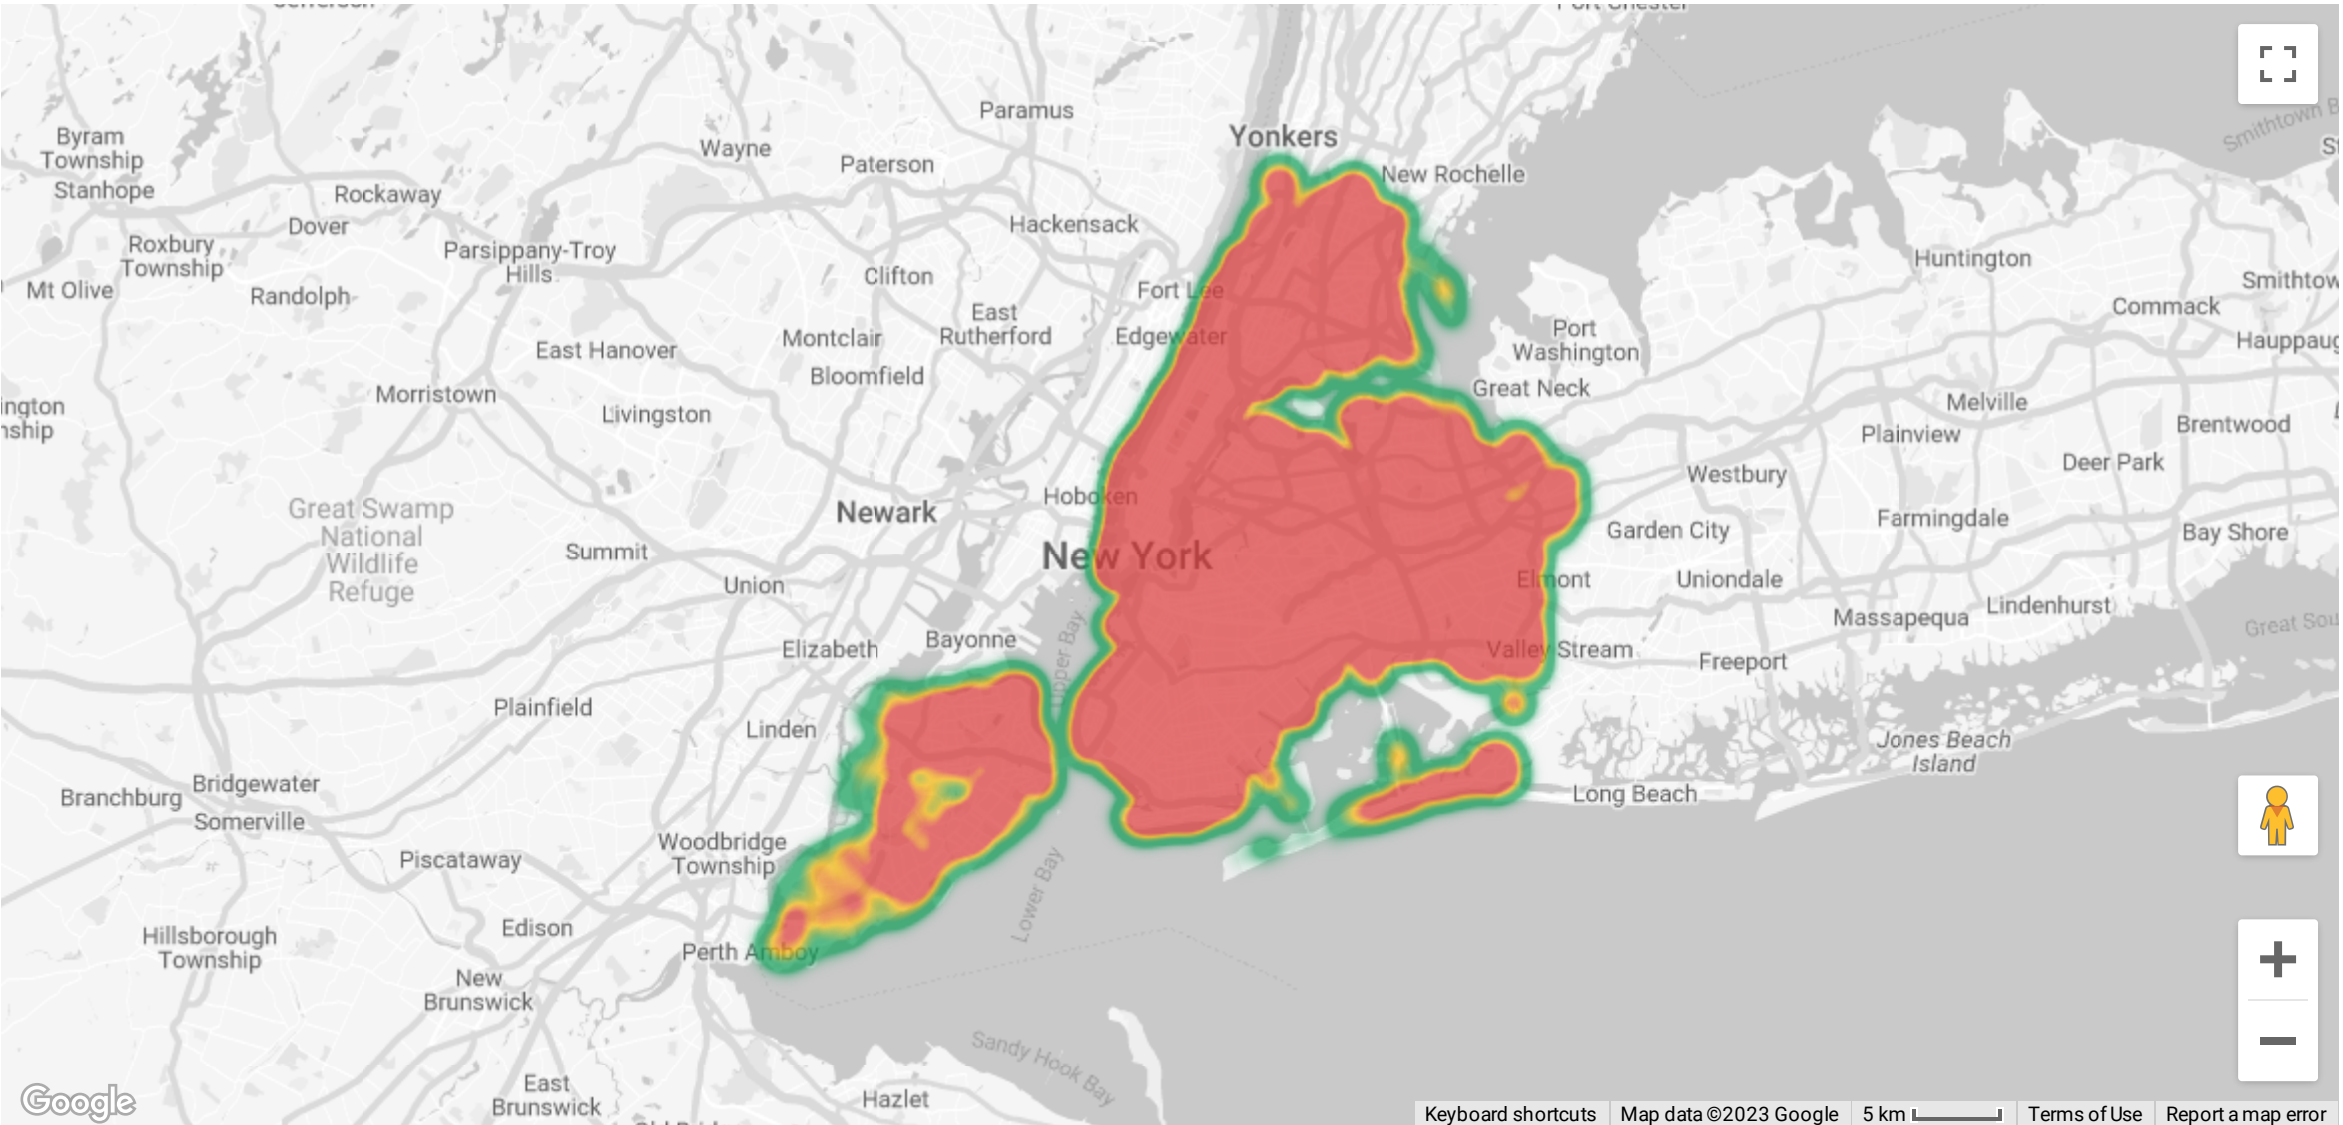 Yonkers
Paramus
New Rochelle
Byram
Township
Stanhope
Wayne
Paterson
Rockaway
Dover
Hackensack
Roxbury
Township
Parsippany-Troy
Hills
Clifton
Mt Olive
Randolph
Fort Lee
Huntington
Commack
East
Rutherford
Edgewater
Port
Washington
Montclair
East Hanover
Bloomfield
Great Neck
Morristown
Livingston
Melville
Plainview
Brentwood
Deer Park
Westbury
Newark
Hoboken
Great Swamp
National
Wildlife
Refuge
Farmingdale
Garden City
Bay Shore
New York
Summit
Union
Elmont
Uniondale
Lindenhurst
Massapequa
Bayonne
Elizabeth
Upper Bay
Valley Stream
Freeport
Plainfield
Linden
Jones Beach
Island
Bridgewater
Branchburg
Somerville
Long Beach
Woodbridge
Township
Piscataway
Lower Bay
Edison
Hillsborough
Township
Perth Amboy
New
Brunswick
Sandy Hook Bay
East
Brunswick
Hazlet
Google
Keyboard shortcuts
Map data ©2023 Google
5 km
Terms of Use
Report a map error